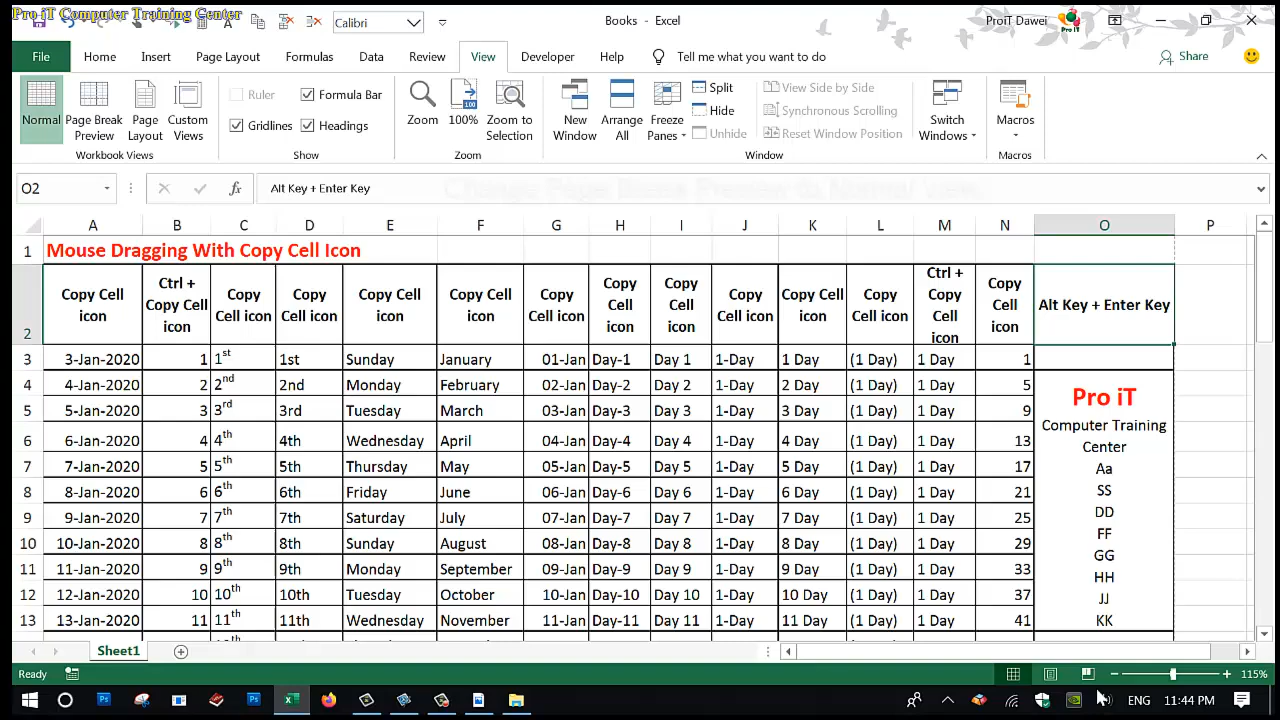 Pro iT Computer Training Center
Calibri
Books - Excel
ProiT Dawei
Pro iT
File Home Insert Page Layout Formulas Data Review View Developer Help Tell me what you want to do Share
Normal
Page Break Preview
Page Layout
Custom Views
Workbook Views
Ruler
Formula Bar
Gridlines
Headings
Show
Zoom
100%
Zoom to Selection
Zoom
New Window
Arrange All
Freeze Panes
Split
Hide
Unhide
View Side by Side
Synchronous Scrolling
Reset Window Position
Window
Switch Windows
Macros
Macros
O2 fx Alt Key + Enter Key
Change Page Break Preview to Normal View
A B C D E F G H I J K L M N O P
1 Mouse Dragging With Copy Cell Icon
2 Copy Cell icon Ctrl + Copy Cell icon Copy Cell icon Copy Cell icon Copy Cell icon Copy Cell icon Copy Cell icon Copy Cell icon Copy Cell icon Copy Cell icon Copy Cell icon Copy Cell icon Ctrl + Copy Cell icon Copy Cell icon Alt Key + Enter Key
3 3-Jan-2020 1 1st 1st Sunday January 01-Jan Day-1 Day 1 1-Day 1 Day (1 Day) 1 Day 1
4 4-Jan-2020 2 2nd 2nd Monday February 02-Jan Day-2 Day 2 1-Day 2 Day (1 Day) 1 Day 5
5 5-Jan-2020 3 3rd 3rd Tuesday March 03-Jan Day-3 Day 3 1-Day 3 Day (1 Day) 1 Day 9
6 6-Jan-2020 4 4th 4th Wednesday April 04-Jan Day-4 Day 4 1-Day 4 Day (1 Day) 1 Day 13
7 7-Jan-2020 5 5th 5th Thursday May 05-Jan Day-5 Day 5 1-Day 5 Day (1 Day) 1 Day 17
8 8-Jan-2020 6 6th 6th Friday June 06-Jan Day-6 Day 6 1-Day 6 Day (1 Day) 1 Day 21
9 9-Jan-2020 7 7th 7th Saturday July 07-Jan Day-7 Day 7 1-Day 7 Day (1 Day) 1 Day 25
10 10-Jan-2020 8 8th 8th Sunday August 08-Jan Day-8 Day 8 1-Day 8 Day (1 Day) 1 Day 29
11 11-Jan-2020 9 9th 9th Monday September 09-Jan Day-9 Day 9 1-Day 9 Day (1 Day) 1 Day 33
12 12-Jan-2020 10 10th 10th Tuesday October 10-Jan Day-10 Day 10 1-Day 10 Day (1 Day) 1 Day 37
13 13-Jan-2020 11 11th 11th Wednesday November 11-Jan Day-11 Day 11 1-Day 11 Day (1 Day) 1 Day 41
Pro iT
Computer Training
Center
Aa
SS
DD
FF
GG
HH
JJ
KK
Sheet1
Ready
115%
ENG 11:44 PM